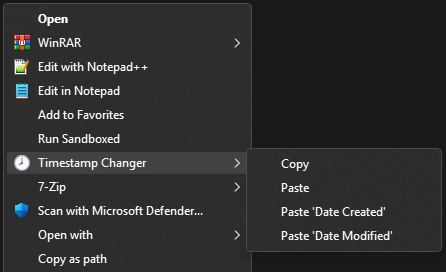 Open
WinRAR
Edit with Notepad++
Edit in Notepad
Add to Favorites
Run Sandboxed
Timestamp Changer
7-Zip
Scan with Microsoft Defender...
Open with
Copy as path
Copy
Paste
Paste 'Date Created'
Paste 'Date Modified'